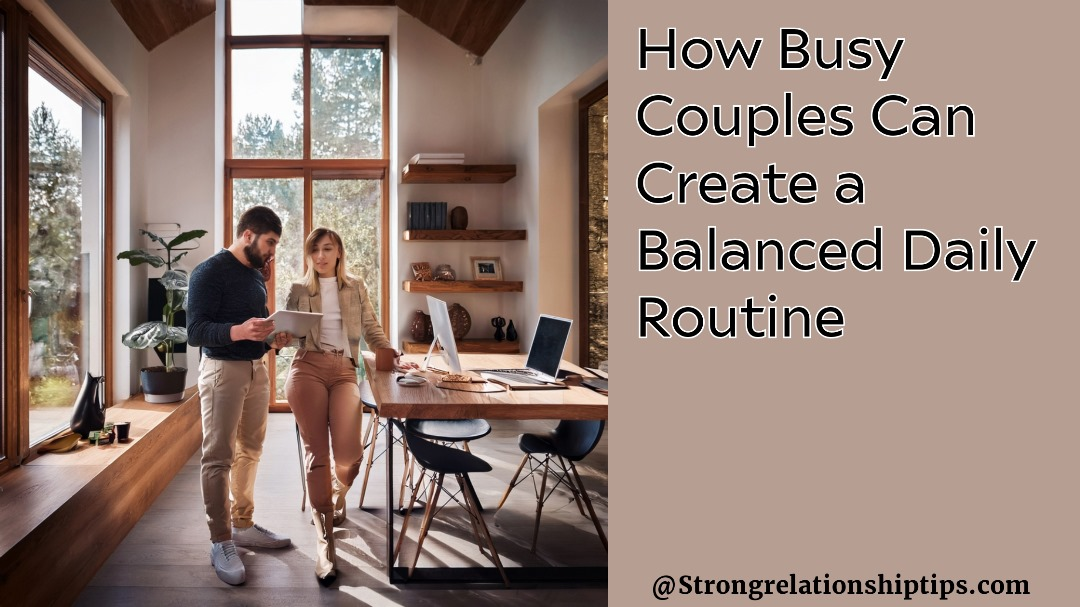 How Busy
Couples Can
Create a
Balanced Daily
Routine
@Strongrelationshiptips.com